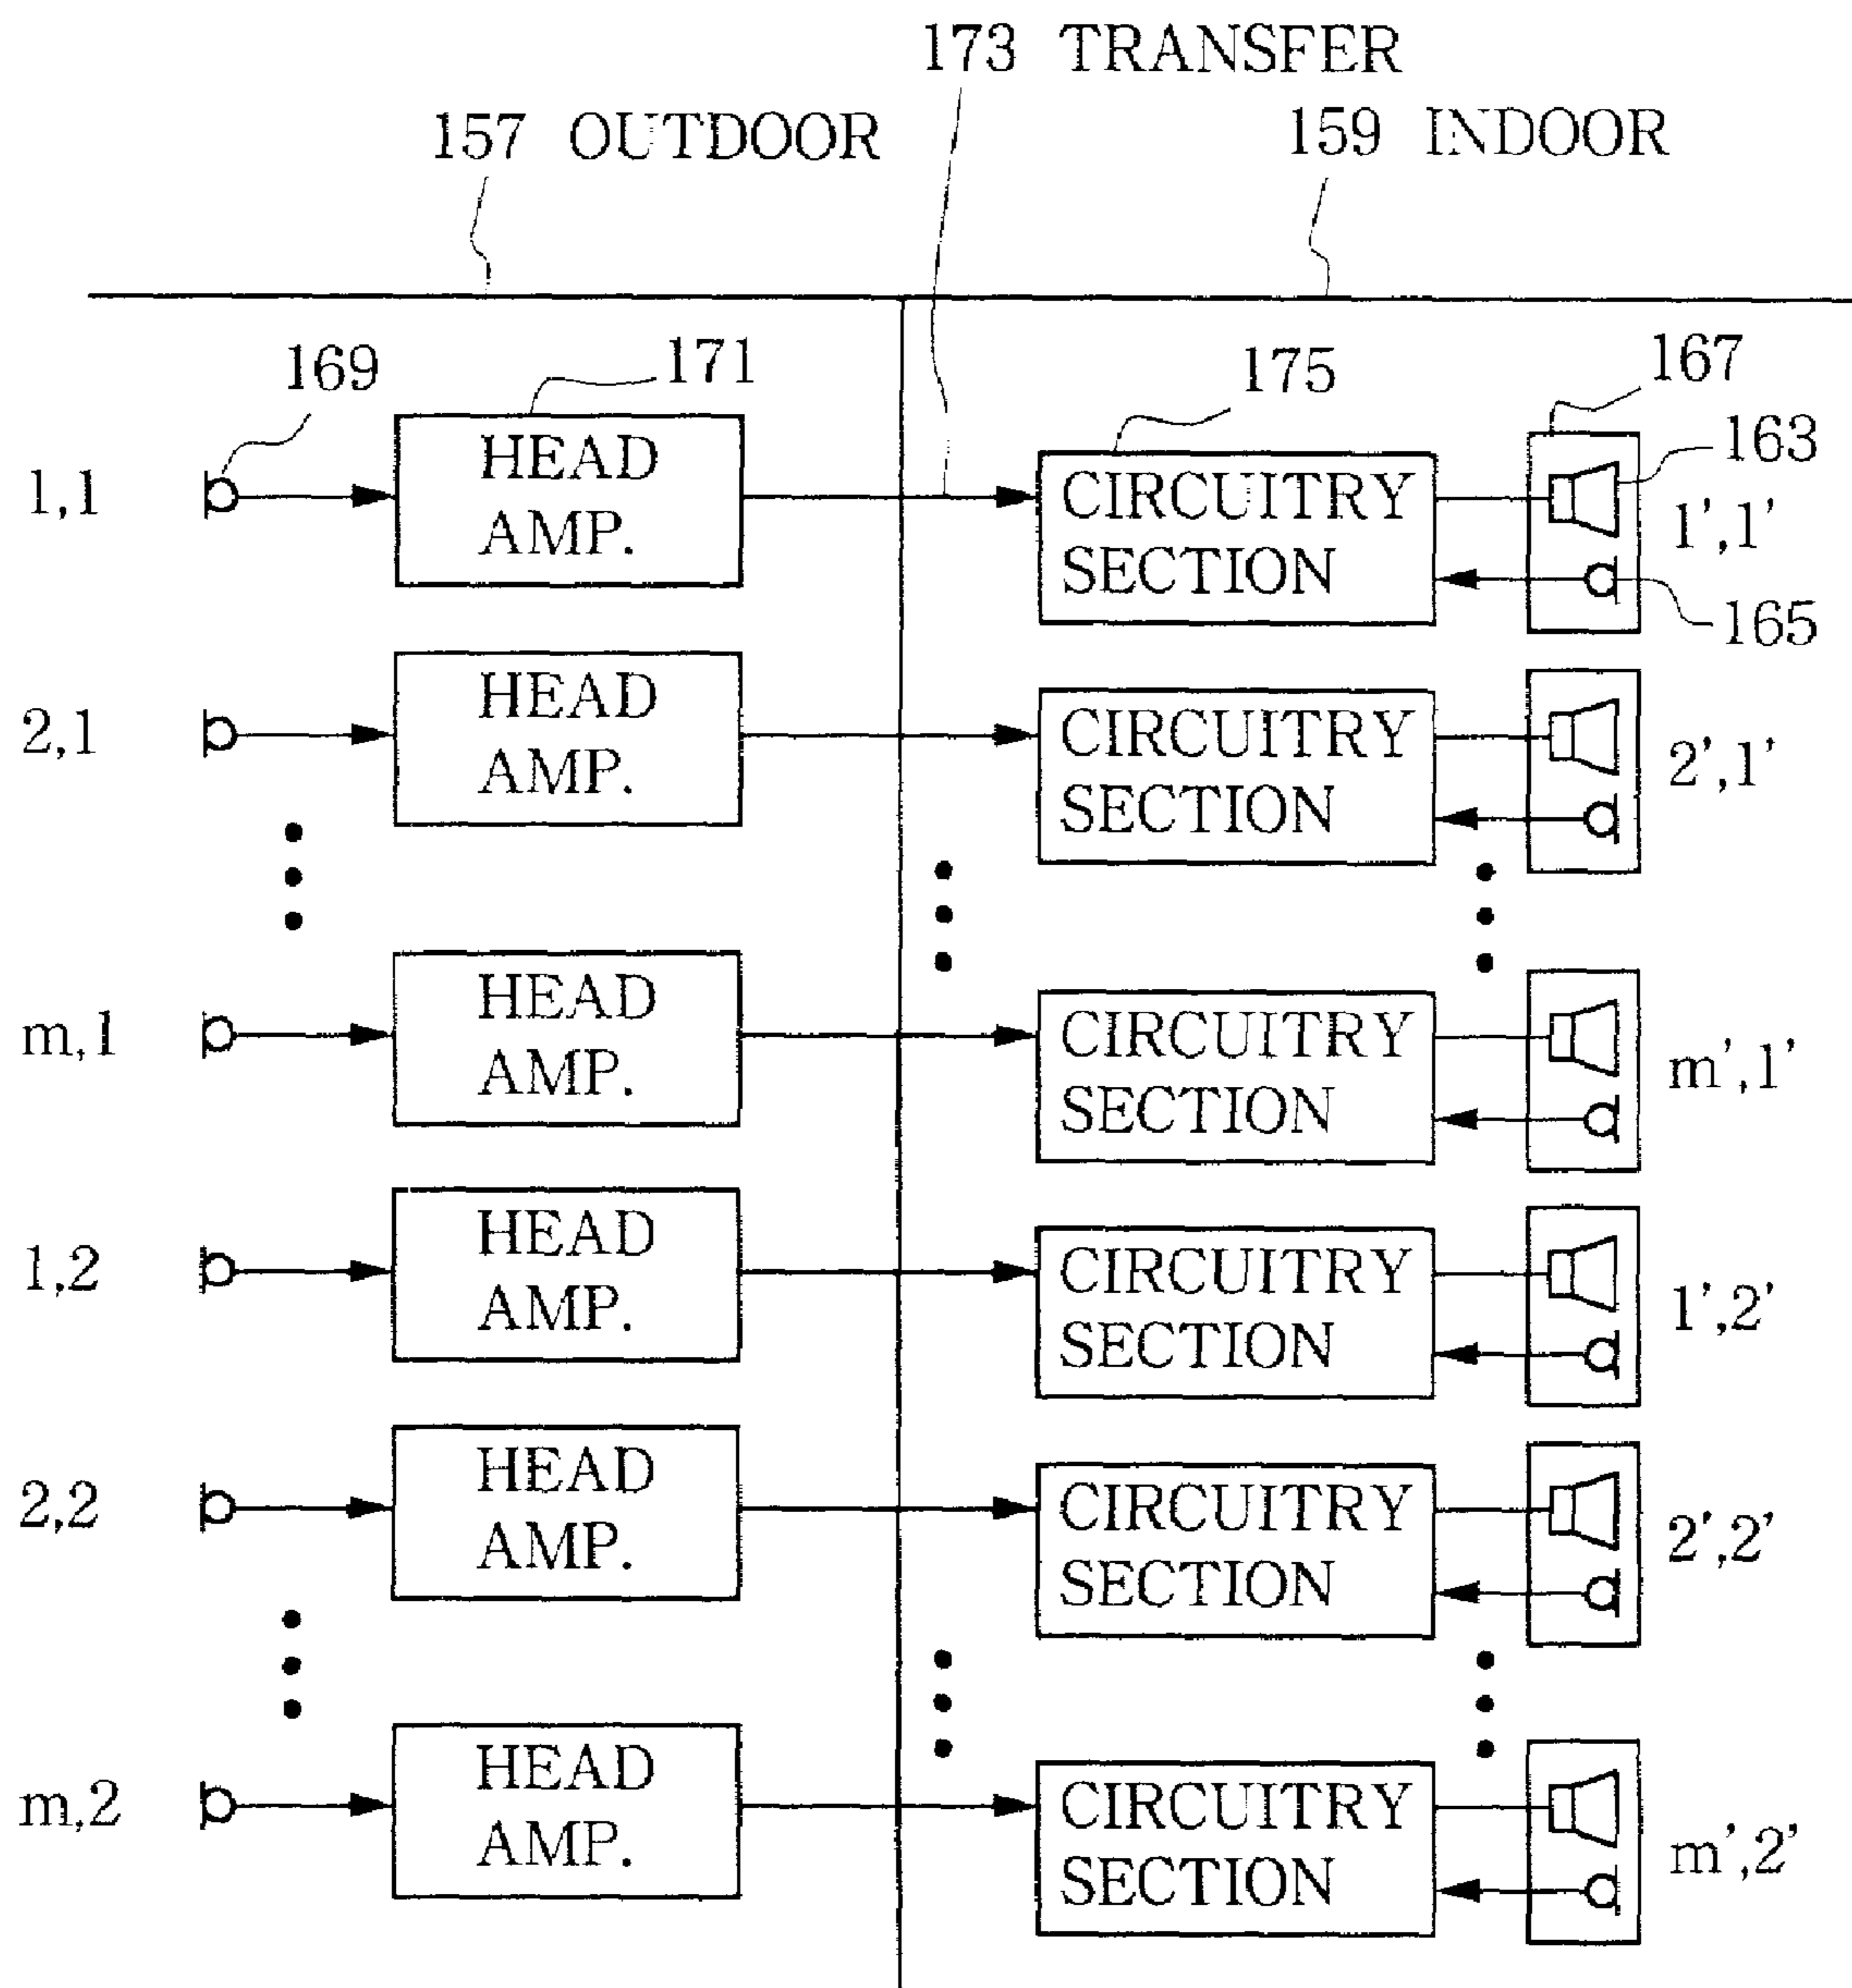 173 TRANSFER
157 OUTDOOR
159 INDOOR
169
171
175
167
163
165
1,1
HEAD
AMP.
CIRCUITRY
SECTION
1',1'
2,1
HEAD
AMP.
CIRCUITRY
SECTION
2',1'
m,1
HEAD
AMP.
CIRCUITRY
SECTION
m',1'
1,2
HEAD
AMP.
CIRCUITRY
SECTION
1',2'
2,2
HEAD
AMP.
CIRCUITRY
SECTION
2',2'
m,2
HEAD
AMP.
CIRCUITRY
SECTION
m',2'